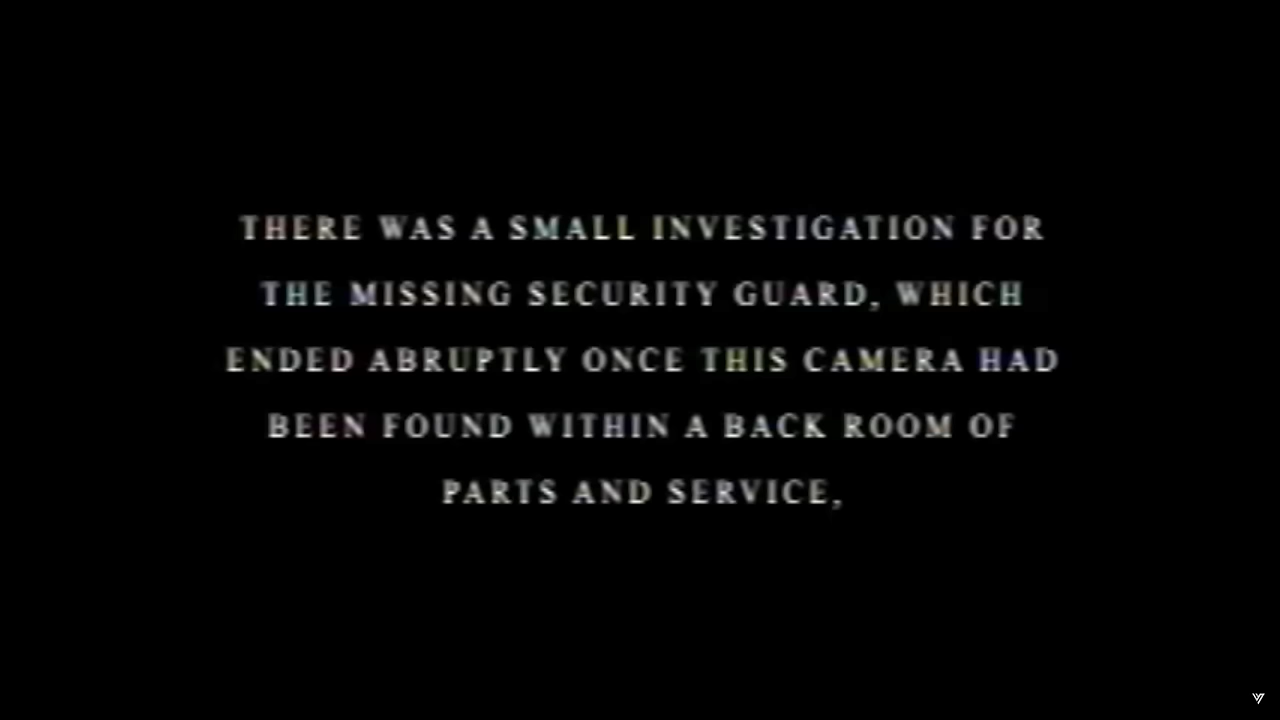 THERE WAS A SMALL INVESTIGATION FOR
THE MISSING SECURITY GUARD, WHICH
ENDED ABRUPTLY ONCE THIS CAMERA HAD
BEEN FOUND WITHIN A BACK ROOM OF
PARTS AND SERVICE,